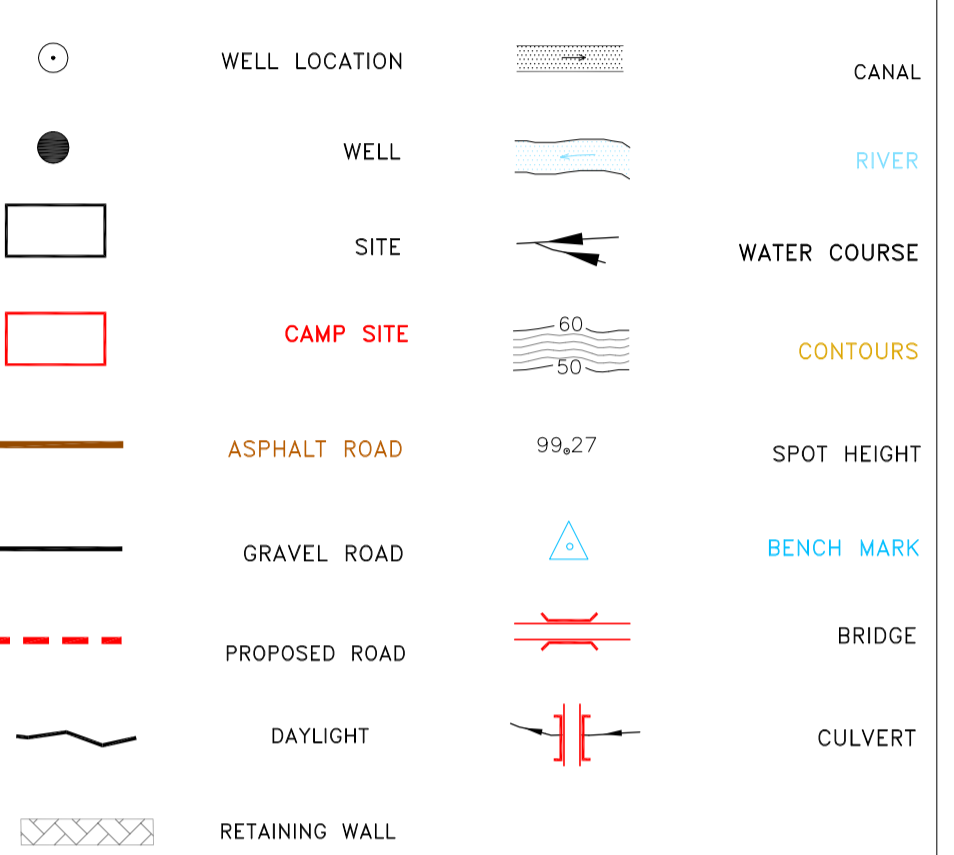 WELL LOCATION
WELL
SITE
CAMP SITE
ASPHALT ROAD
GRAVEL ROAD
PROPOSED ROAD
DAYLIGHT
RETAINING WALL
CANAL
RIVER
WATER COURSE
60
50
CONTOURS
99.27
SPOT HEIGHT
BENCH MARK
BRIDGE
CULVERT